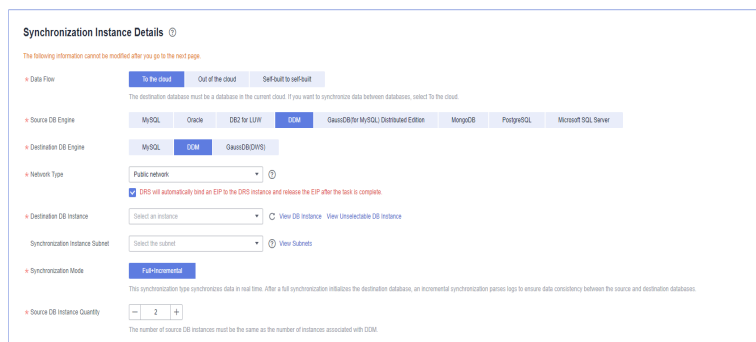 Synchronization Instance Details
The following information cannot be modified after you go to the next page.
* Data Flow
To the cloud Out of the cloud Self-built to self-built
The destination database must be a database in the current cloud. If you want to synchronize data between databases, select To the cloud.
* Source DB Engine
MySQL Oracle DB2 for LUW DDM GaussDB(for MySQL) Distributed Edition MongoDB PostgreSQL Microsoft SQL Server
* Destination DB Engine
MySQL DDM GaussDB(DWS)
* Network Type
Public network
DRS will automatically bind an EIP to the DRS instance and release the EIP after the task is complete.
* Destination DB Instance
Select an instance View DB Instance View Unselectable DB Instance
Synchronization Instance Subnet
Select the subnet View Subnets
* Synchronization Mode
Full+Incremental
This synchronization type synchronizes data in real time. After a full synchronization initializes the destination database, an incremental synchronization parses logs to ensure data consistency between the source and destination databases.
* Source DB Instance Quantity
− 2 +
The number of source DB instances must be the same as the number of instances associated with DDM.